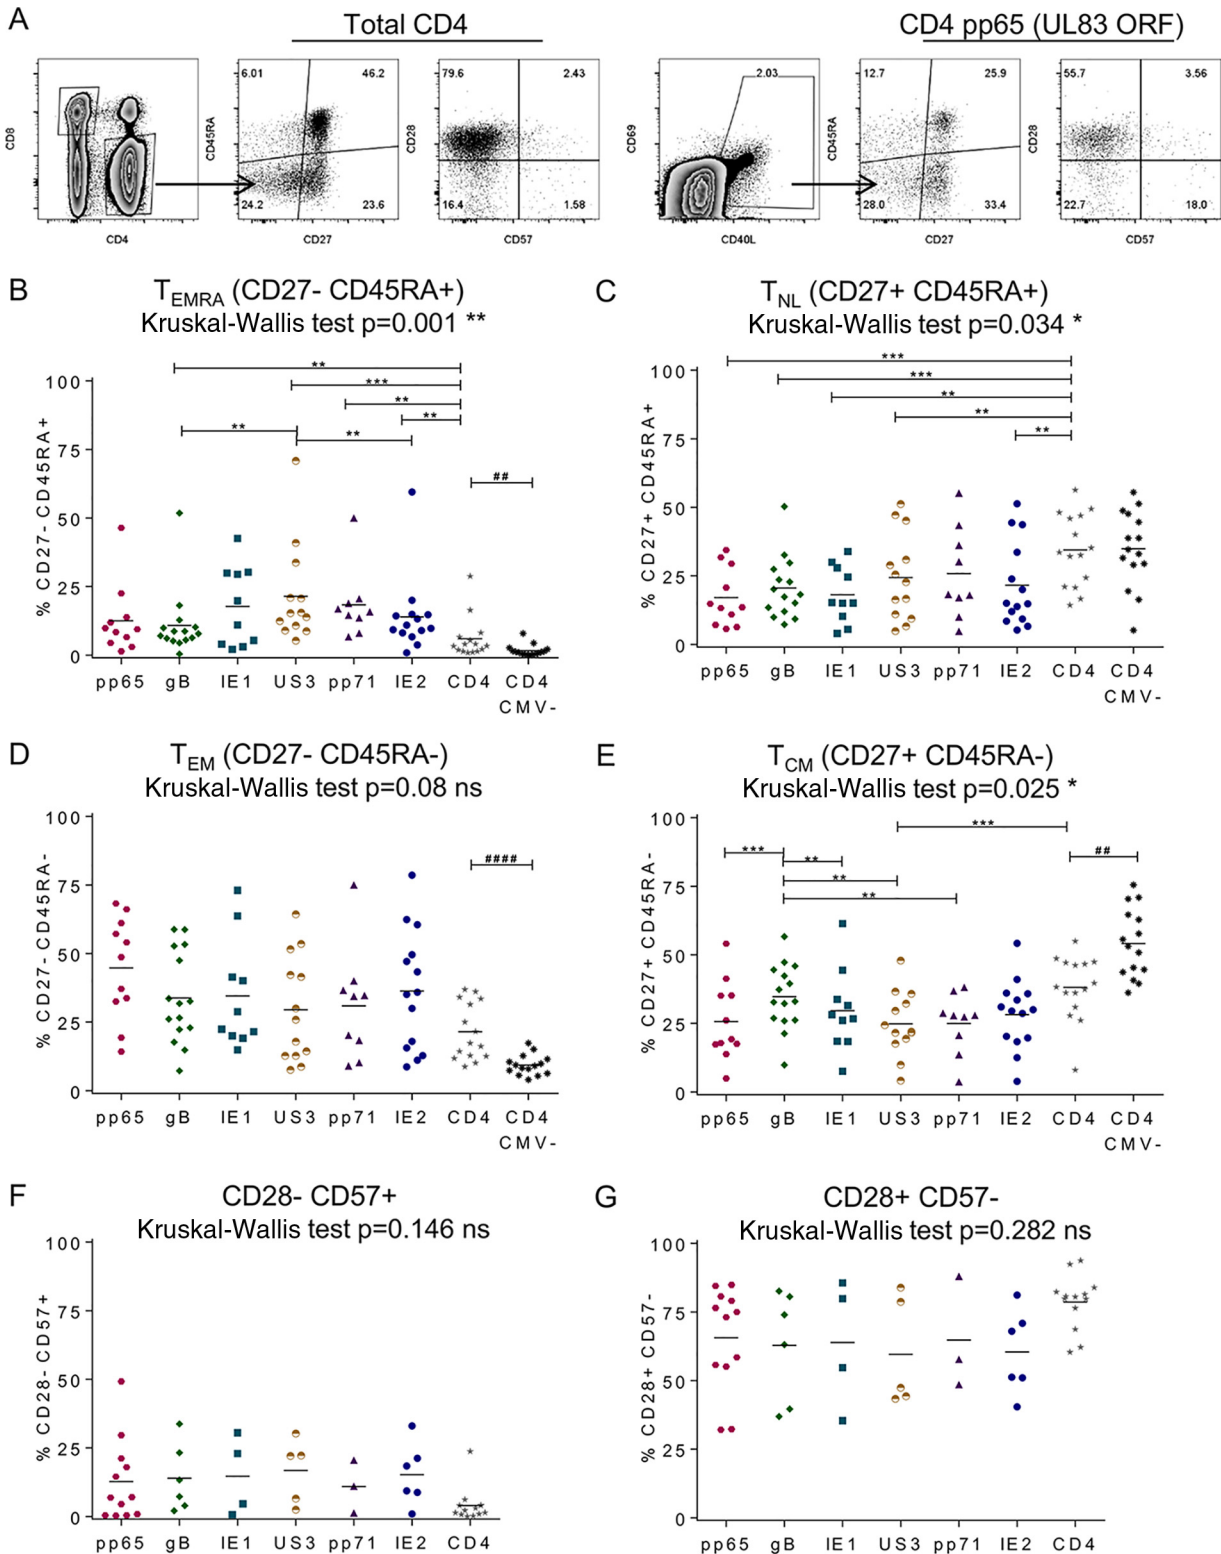 A
Total CD4
CD4 pp65 (UL83 ORF)
CD8
CD4
CD45RA
6.01 46.2
24.2 23.6
CD27
CD28
79.6 2.43
16.4 1.58
CD57
CD69
2.03
CD40L
CD45RA
12.7 25.9
28.0 33.4
CD27
CD28
55.7 3.56
22.7 18.0
CD57
B
TEMRA (CD27- CD45RA+)
Kruskal-Wallis test p=0.001 **
** *** ** ** ** ** ##
% CD27- CD45RA+
100
75
50
25
0
pp65 gB IE1 US3 pp71 IE2 CD4 CD4
CMV-
C
TNL (CD27+ CD45RA+)
Kruskal-Wallis test p=0.034 *
*** *** ** ** **
% CD27+ CD45RA+
100
75
50
25
0
pp65 gB IE1 US3 pp71 IE2 CD4 CD4
CMV-
D
TEM (CD27- CD45RA-)
Kruskal-Wallis test p=0.08 ns
####
% CD27- CD45RA-
100
75
50
25
0
pp65 gB IE1 US3 pp71 IE2 CD4 CD4
CMV-
E
TCM (CD27+ CD45RA-)
Kruskal-Wallis test p=0.025 *
*** *** ** ** ** ##
% CD27+ CD45RA-
100
75
50
25
0
pp65 gB IE1 US3 pp71 IE2 CD4 CD4
CMV-
F
CD28- CD57+
Kruskal-Wallis test p=0.146 ns
% CD28- CD57+
100
75
50
25
0
pp65 gB IE1 US3 pp71 IE2 CD4
G
CD28+ CD57-
Kruskal-Wallis test p=0.282 ns
% CD28+ CD57-
100
75
50
25
0
pp65 gB IE1 US3 pp71 IE2 CD4